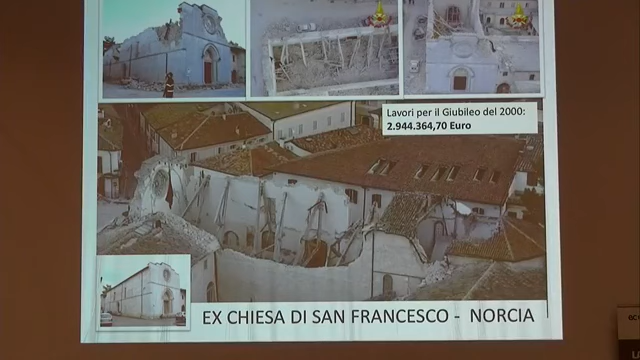 Lavori per il Giubileo del 2000:
2.944.364,70 Euro
EX CHIESA DI SAN FRANCESCO - NORCIA